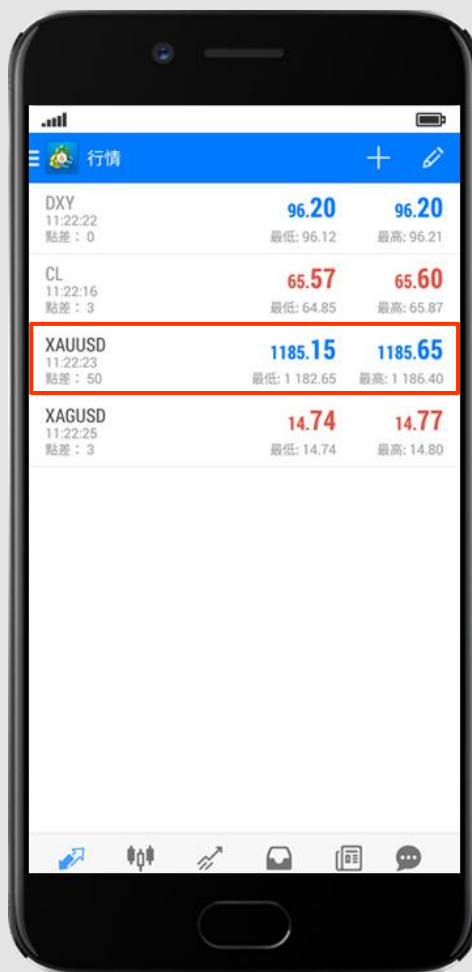 行情
DXY
11:22:22
點差： 0
96.20
96.20
最低: 96.12
最高: 96.21
CL
11:22:16
點差： 3
65.57
65.60
最低: 64.85
最高: 65.87
XAUUSD
11:22:23
點差： 50
1185.15
1185.65
最低: 1 182.65
最高: 1 186.40
XAGUSD
11:22:25
點差： 3
14.74
14.77
最低: 14.74
最高: 14.80